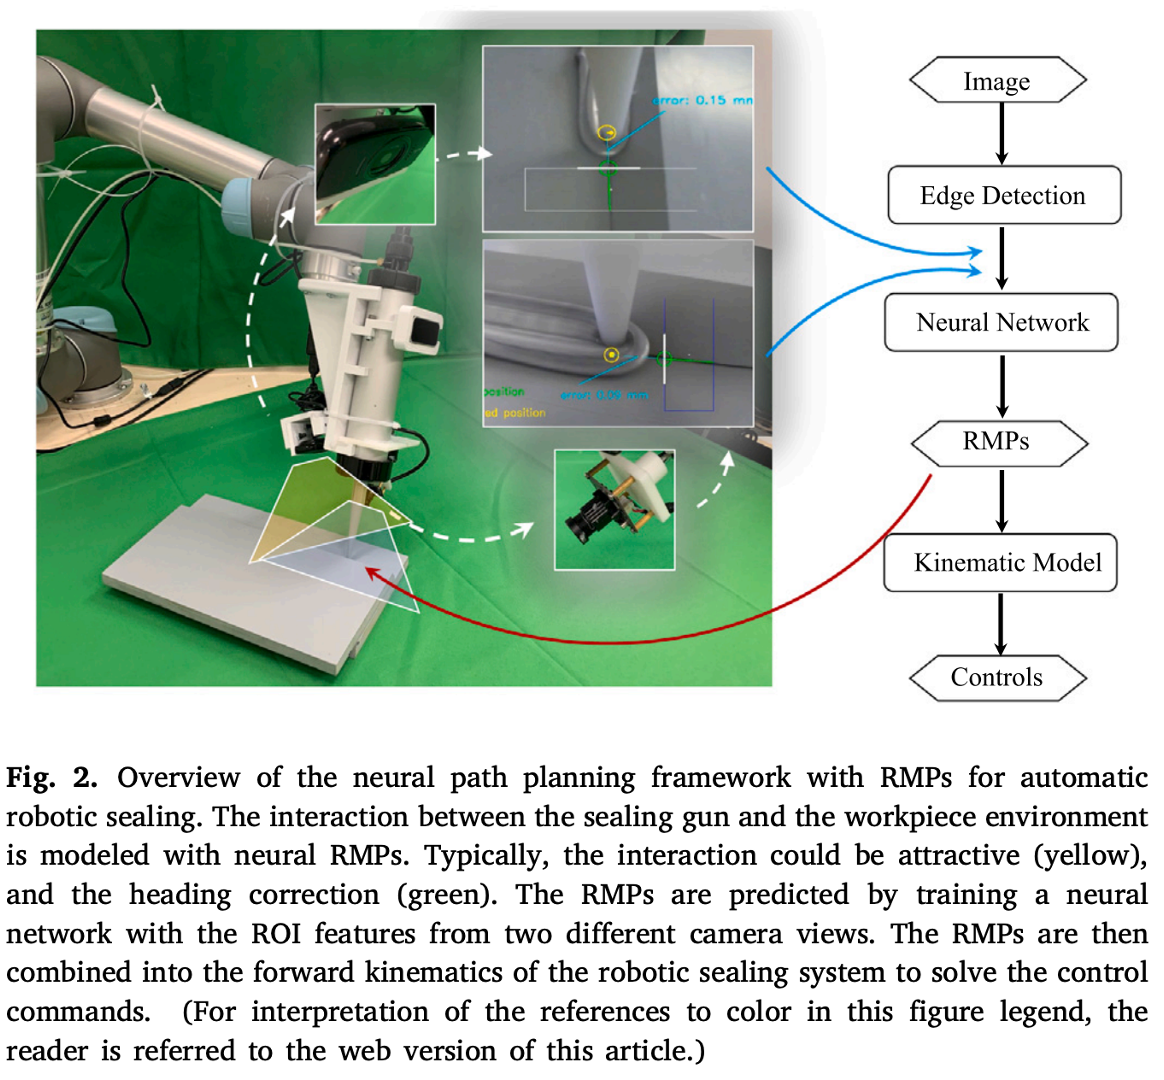 error: 0.15 mn
error: 0.09 mm
position
ed position
Image
Edge Detection
Neural Network
RMPs
Kinematic Model
Controls
Fig. 2. Overview of the neural path planning framework with RMPs for automatic
robotic sealing. The interaction between the sealing gun and the workpiece environment
is modeled with neural RMPs. Typically, the interaction could be attractive (yellow),
and the heading correction (green). The RMPs are predicted by training a neural
network with the ROI features from two different camera views. The RMPs are then
combined into the forward kinematics of the robotic sealing system to solve the control
commands. (For interpretation of the references to color in this figure legend, the
reader is referred to the web version of this article.)